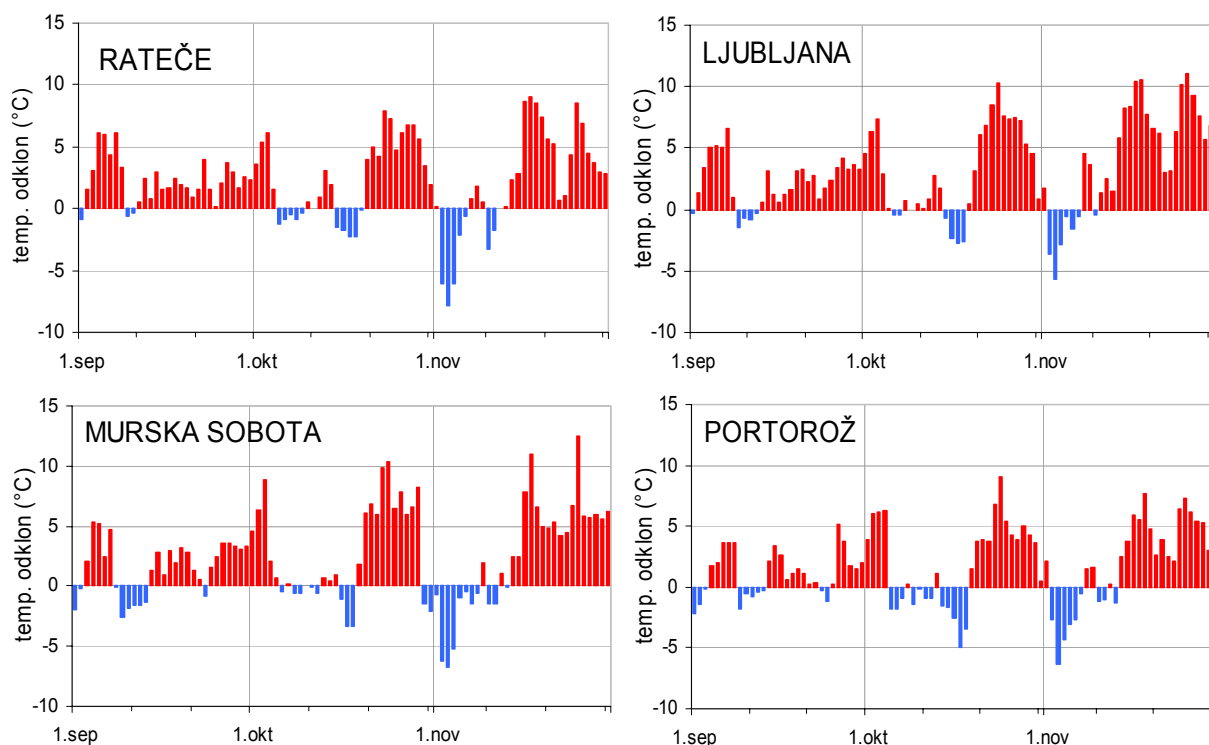 RATEČE
temp. odklon (°C)
15
10
5
0
-5
-10
1.sep
1.okt
1.nov
LJUBLJANA
temp. odklon (°C)
15
10
5
0
-5
-10
1.sep
1.okt
1.nov
MURSKA SOBOTA
temp. odklon (°C)
15
10
5
0
-5
-10
1.sep
1.okt
1.nov
PORTOROŽ
temp. odklon (°C)
15
10
5
0
-5
-10
1.sep
1.okt
1.nov